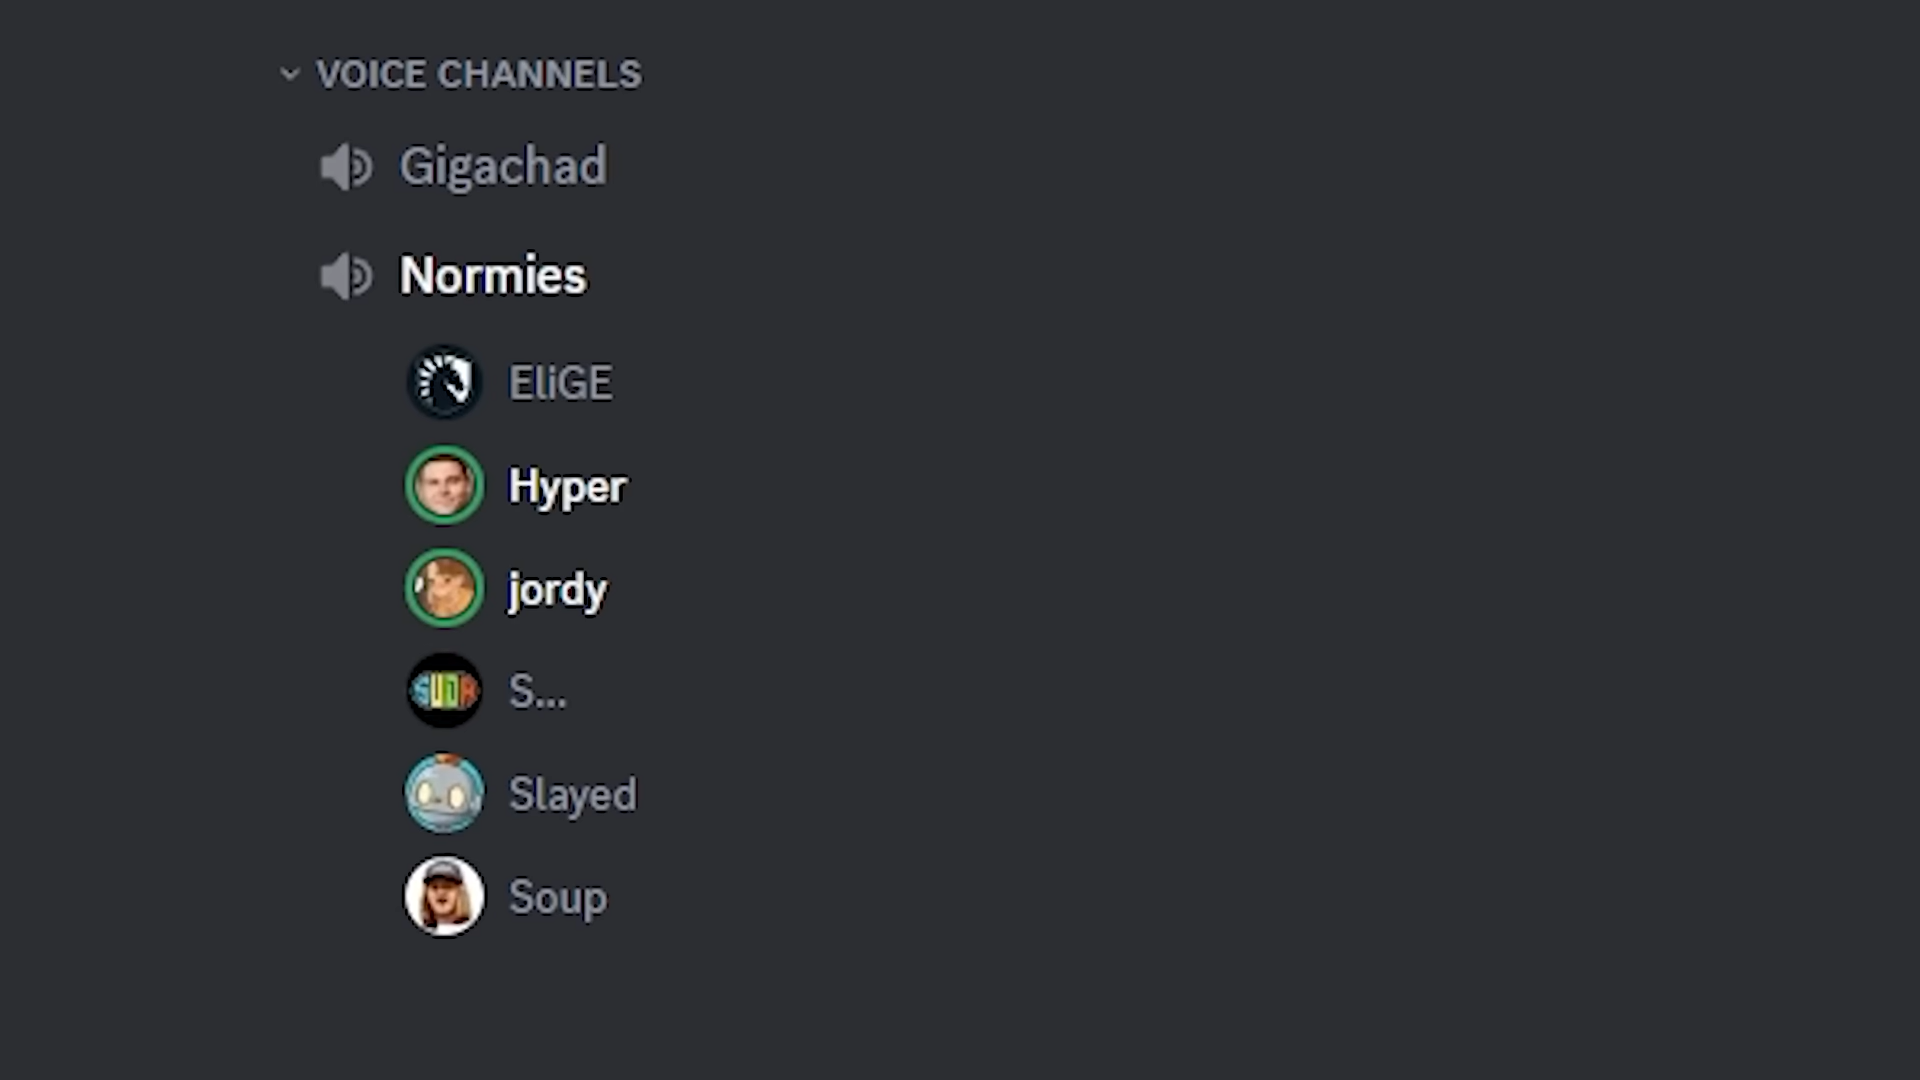 VOICE CHANNELS
Gigachad
Normies
EliGE
Hyper
jordy
S...
Slayed
Soup